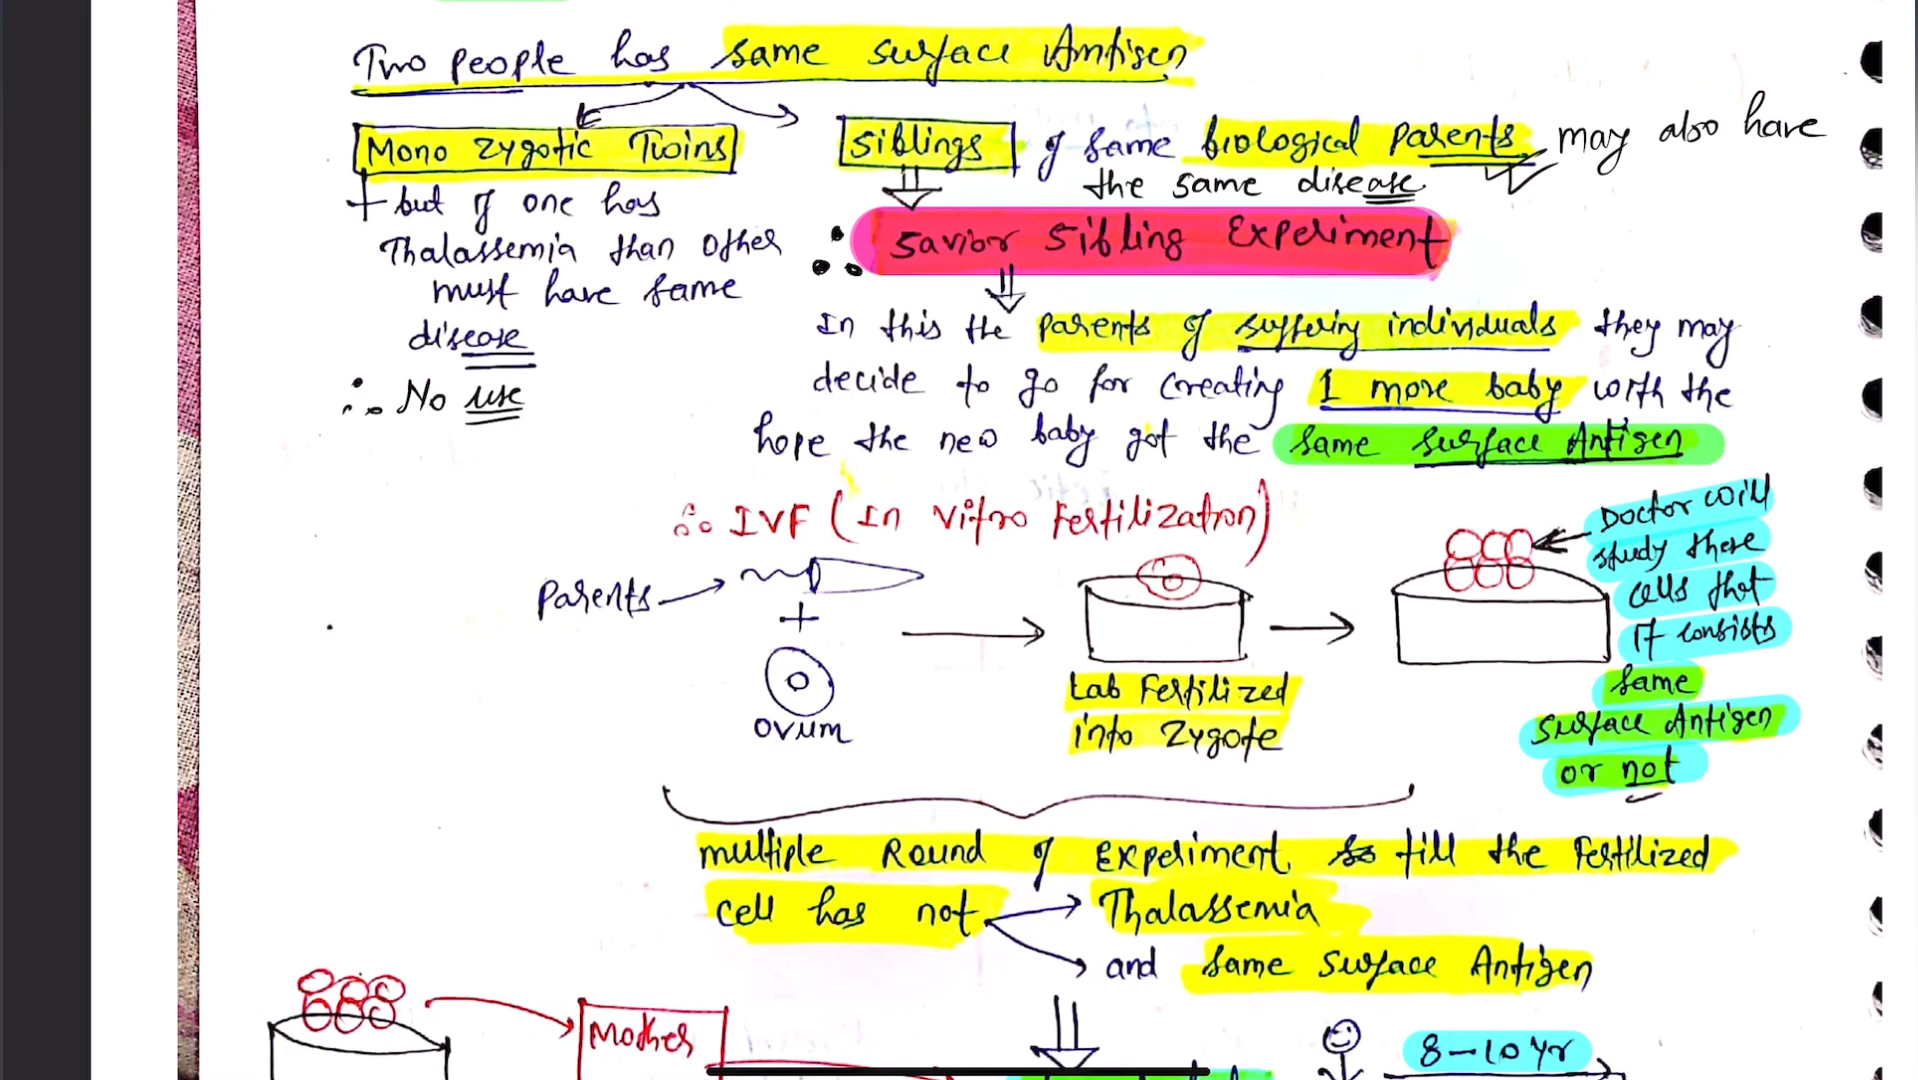 Two people has same surface Antigen
Mono zygotic Twins
but if one has
Thalassemia than other
must have same
disease
∴ No use
siblings of same biological parents may also have
the same disease
∴ Savior Sibling Experiment
In this the parents of suffering individuals they may
decide to go for creating 1 more baby with the
hope the new baby got the same surface Antigen
∴ IVF (In Vitro Fertilization)
Parents
+
ovum
Lab Fertilized
into Zygote
Doctor will
study these
cells that
it consists
same
surface Antigen
or not
multiple Round of Experiment till the Fertilized
cell has not Thalassemia
and same surface Antigen
Mother
8-10 yr